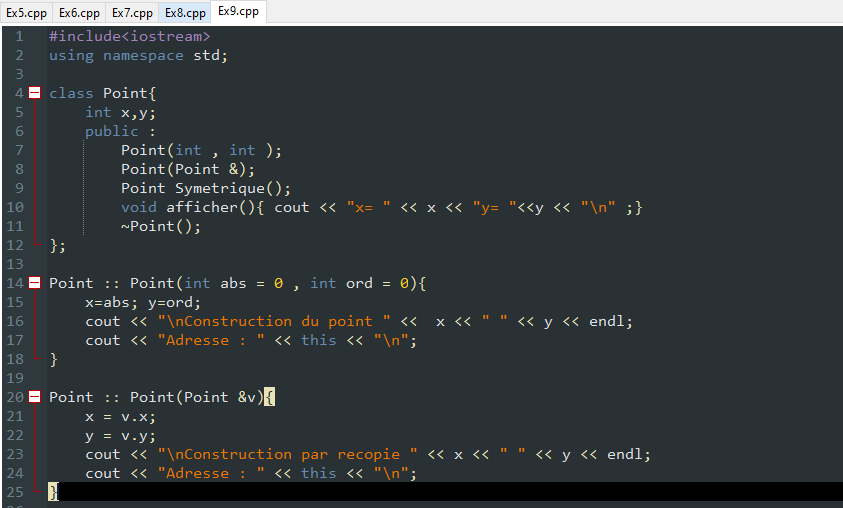 Ex5.cpp Ex6.cpp Ex7.cpp Ex8.cpp Ex9.cpp
1 #include<iostream>
2 using namespace std;
3
4 class Point{
5 int x,y;
6 public :
7 Point(int , int );
8 Point(Point &);
9 Point Symetrique();
10 void afficher(){ cout << "x= " << x << "y= "<<y << "\n" ;}
11 ~Point();
12 };
13
14 Point :: Point(int abs = 0 , int ord = 0){
15 x=abs; y=ord;
16 cout << "\nConstruction du point " <<  x << " " << y << endl;
17 cout << "Adresse : " << this << "\n";
18 }
19
20 Point :: Point(Point &v){
21 x = v.x;
22 y = v.y;
23 cout << "\nConstruction par recopie " << x << " " << y << endl;
24 cout << "Adresse : " << this << "\n";
25 }